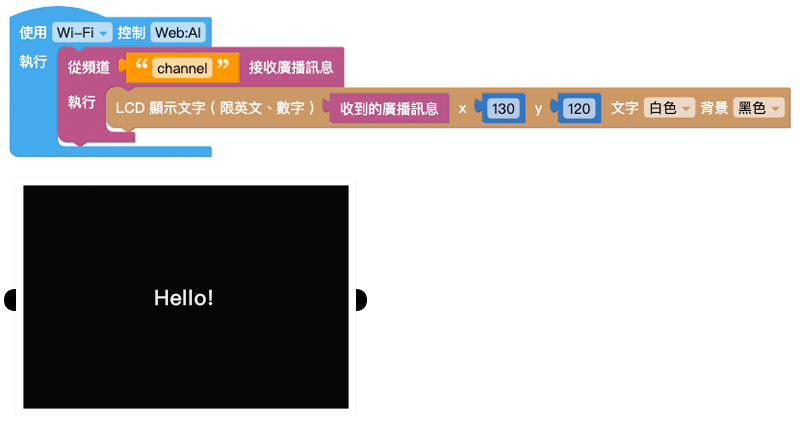 使用 Wi-Fi 控制 Web:AI
執行 從頻道 “ channel ” 接收廣播訊息
執行 LCD 顯示文字 ( 限英文、數字 ) 收到的廣播訊息 x 130 y 120 文字 白色 背景 黑色
Hello!